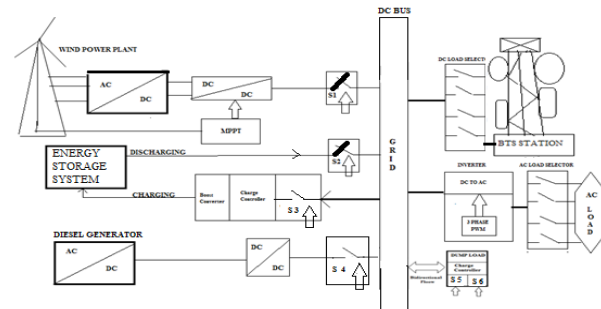 DC BUS
WIND POWER PLANT
DC LOAD SELECT
AC
DC
DC
DC
S1
MPPT
BTS STATION
ENERGY
STORAGE
SYSTEM
DISCHARGING
S2
G
R
I
D
INVERTER
AC LOAD SELECTOR
DC TO AC
3 PHASE
PWM
AC
L
O
A
D
CHARGING
Boost
Converter
Charge
Controller
S 3
DIESEL GENERATOR
AC
DC
DC
DC
S 4
Bidirectional
Flow
DUMP LOAD
Charge
Controller
S 5
S 6